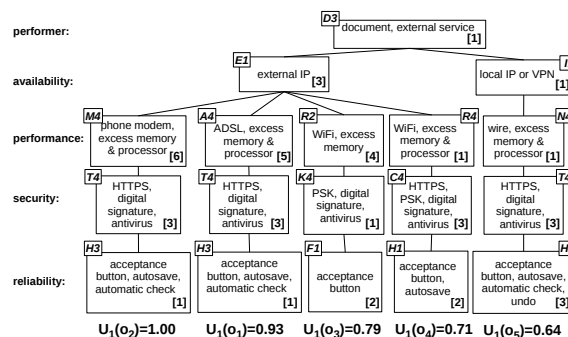 performer:
D3
document, external service
[1]
availability:
E1
external IP
[3]
I
local IP or VPN
[1]
performance:
M4
phone modem,
excess memory
& processor
[6]
A4
ADSL, excess
memory &
processor
[5]
R2
WiFi, excess
memory
[4]
R4
WiFi, excess
memory &
processor
[1]
N4
wire, excess
memory &
processor
[1]
security:
T4
HTTPS,
digital
signature,
antivirus
[3]
T4
HTTPS,
digital
signature,
antivirus
[3]
K4
PSK, digital
signature,
antivirus
[1]
C4
HTTPS,
PSK, digital
signature,
antivirus
[3]
T4
HTTPS,
digital
signature,
antivirus
[3]
reliability:
H3
acceptance
button, autosave,
automatic check
[1]
H3
acceptance
button, autosave,
automatic check
[1]
F1
acceptance
button
[2]
H1
acceptance
button,
autosave
[2]
H
acceptance
button, autosave,
automatic check,
undo
[3]
U₁(o₂)=1.00 U₁(o₁)=0.93 U₁(o₃)=0.79 U₁(o₄)=0.71 U₁(o₅)=0.64